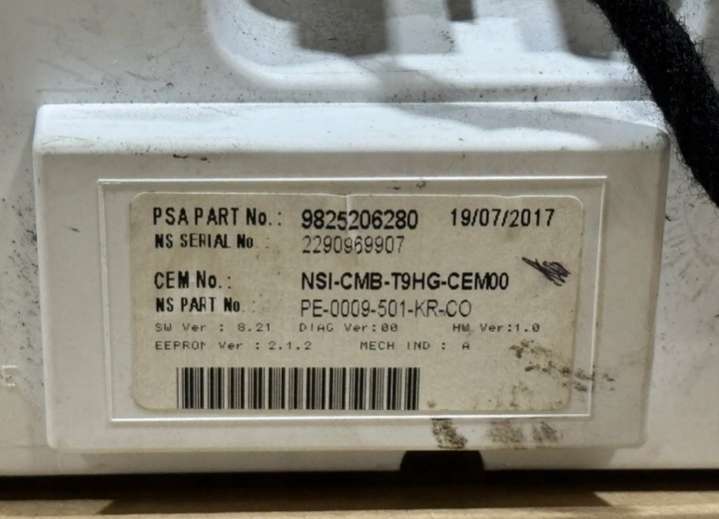 PSA PART No.: 9825206280 19/07/2017
NS SERIAL No : 2290969907
CEM No.: NSI-CMB-T9HG-CEM00
NS PART No. PE-0009-501-KR-CO
SW Ver : 8.21 DIAG Ver:00 HW Ver:1.0
EEPROM Ver : 2.1.2 MECH IND : A